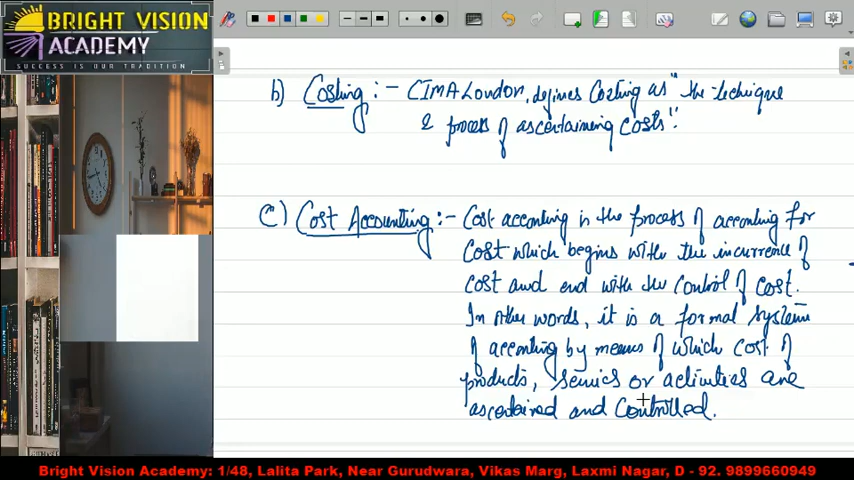 BRIGHT VISION
ACADEMY
SUCCESS IS OUR TRADITION
b) Costing :- CIMA London, defines Costing as "the technique
& process of ascertaining costs".
c) Cost Accounting :- Cost accounting is the process of accounting for
Cost which begins with the incurrence of
cost and end with the control of cost.
In other words, it is a formal system
of accounting by means of which cost of
products, services or activities are
ascertained and controlled.
Bright Vision Academy: 1/48, Lalita Park, Near Gurudwara, Vikas Marg, Laxmi Nagar, D - 92. 9899660949